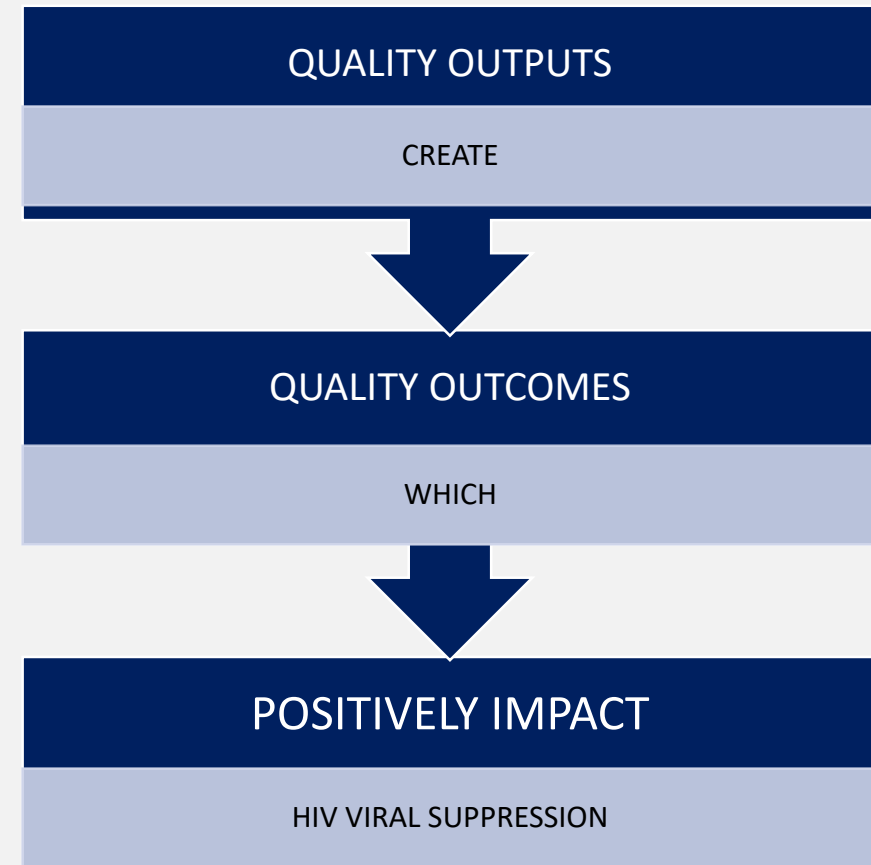 QUALITY OUTPUTS
CREATE
QUALITY OUTCOMES
WHICH
POSITIVELY IMPACT
HIV VIRAL SUPPRESSION